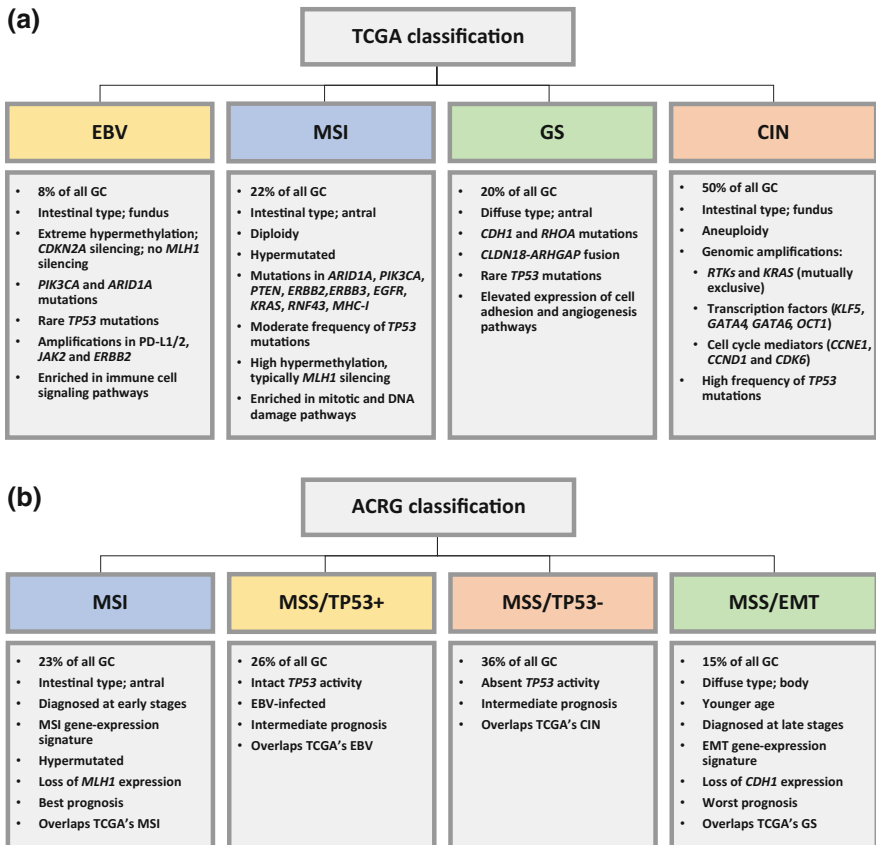 (a)
TCGA classification
EBV
• 8% of all GC
• Intestinal type; fundus
• Extreme hypermethylation;
CDKN2A silencing; no MLH1
silencing
• PIK3CA and ARID1A
mutations
• Rare TP53 mutations
• Amplifications in PD-L1/2,
JAK2 and ERBB2
• Enriched in immune cell
signaling pathways
MSI
• 22% of all GC
• Intestinal type; antral
• Diploidy
• Hypermutated
• Mutations in ARID1A, PIK3CA,
PTEN, ERBB2,ERBB3, EGFR,
KRAS, RNF43, MHC-I
• Moderate frequency of TP53
mutations
• High hypermethylation,
typically MLH1 silencing
• Enriched in mitotic and DNA
damage pathways
GS
• 20% of all GC
• Diffuse type; antral
• CDH1 and RHOA mutations
• CLDN18-ARHGAP fusion
• Rare TP53 mutations
• Elevated expression of cell
adhesion and angiogenesis
pathways
CIN
• 50% of all GC
• Intestinal type; fundus
• Aneuploidy
• Genomic amplifications:
• RTKs and KRAS (mutually
exclusive)
• Transcription factors (KLF5,
GATA4, GATA6, OCT1)
• Cell cycle mediators (CCNE1,
CCND1 and CDK6)
• High frequency of TP53
mutations
(b)
ACRG classification
MSI
• 23% of all GC
• Intestinal type; antral
• Diagnosed at early stages
• MSI gene-expression
signature
• Hypermutated
• Loss of MLH1 expression
• Best prognosis
• Overlaps TCGA's MSI
MSS/TP53+
• 26% of all GC
• Intact TP53 activity
• EBV-infected
• Intermediate prognosis
• Overlaps TCGA's EBV
MSS/TP53-
• 36% of all GC
• Absent TP53 activity
• Intermediate prognosis
• Overlaps TCGA's CIN
MSS/EMT
• 15% of all GC
• Diffuse type; body
• Younger age
• Diagnosed at late stages
• EMT gene-expression
signature
• Loss of CDH1 expression
• Worst prognosis
• Overlaps TCGA's GS